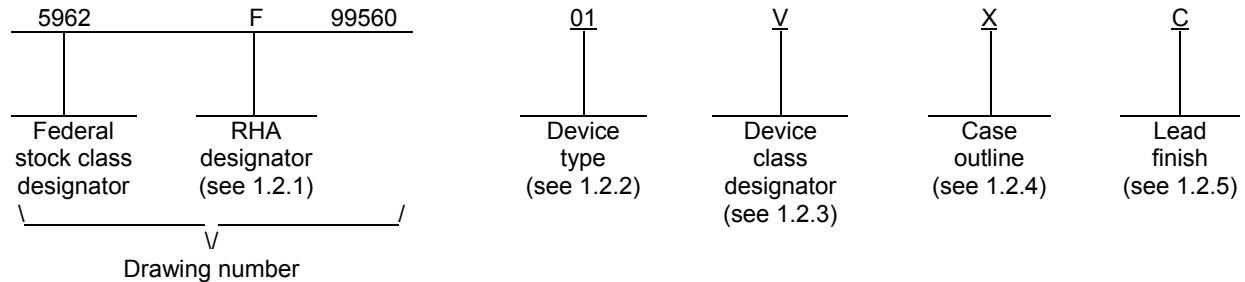 5962 F 99560 01 V X C
Federal RHA Device Device Case Lead
stock class designator type class outline finish
designator (see 1.2.1) (see 1.2.2) designator (see 1.2.4) (see 1.2.5)
(see 1.2.3)
\ /
\/
Drawing number